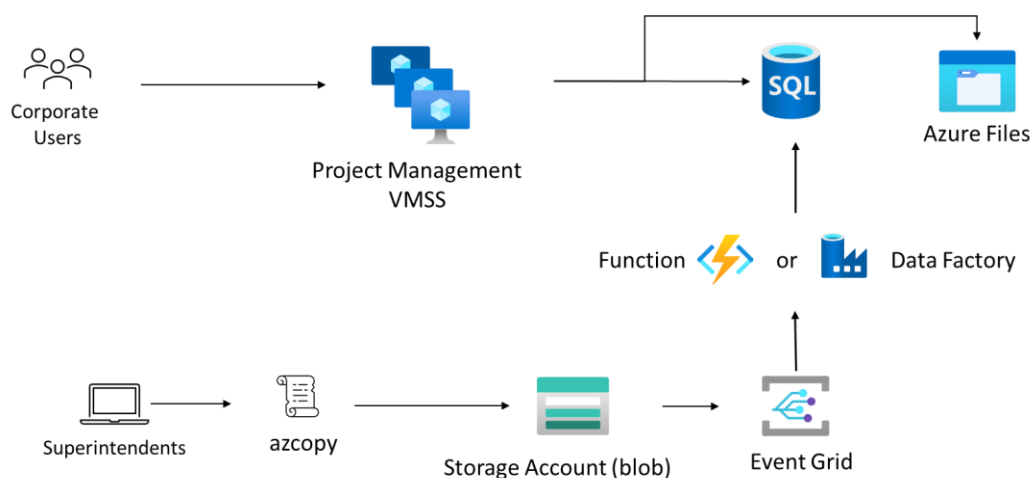 Corporate
Users
Project Management
VMSS
SQL
Azure Files
Function
or
Data Factory
Superintendents
azcopy
Storage Account (blob)
Event Grid